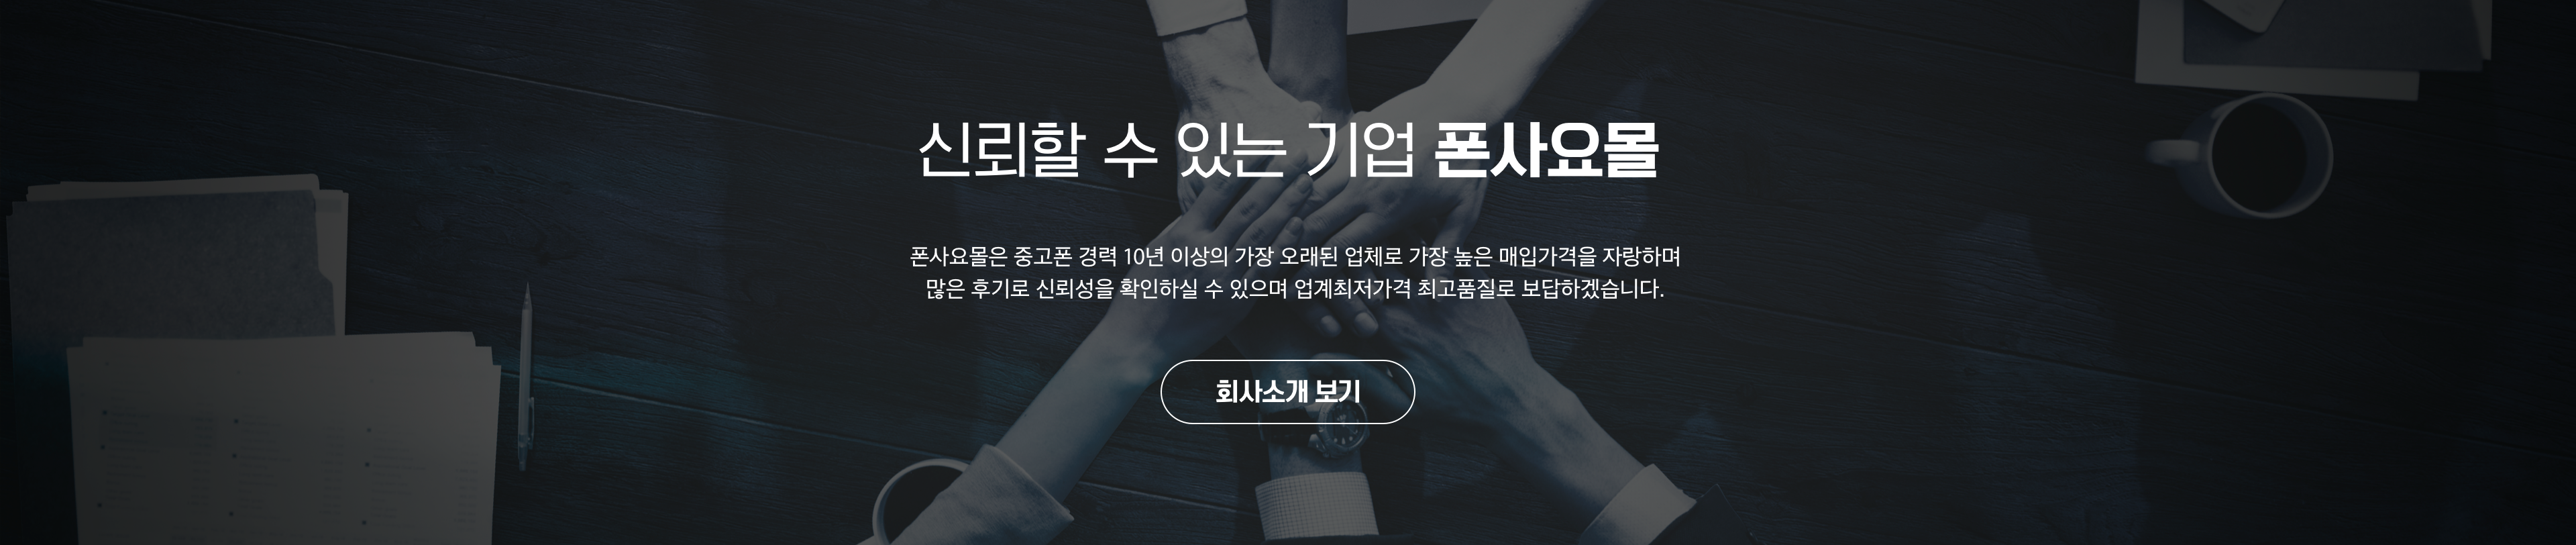 신뢰할 수 있는 기업 폰사요몰
폰사요몰은 중고폰 경력 10년 이상의 가장 오래된 업체로 가장 높은 매입가격을 자랑하며
많은 후기로 신뢰성을 확인하실 수 있으며 업계최저가격 최고품질로 보답하겠습니다.
회사소개 보기